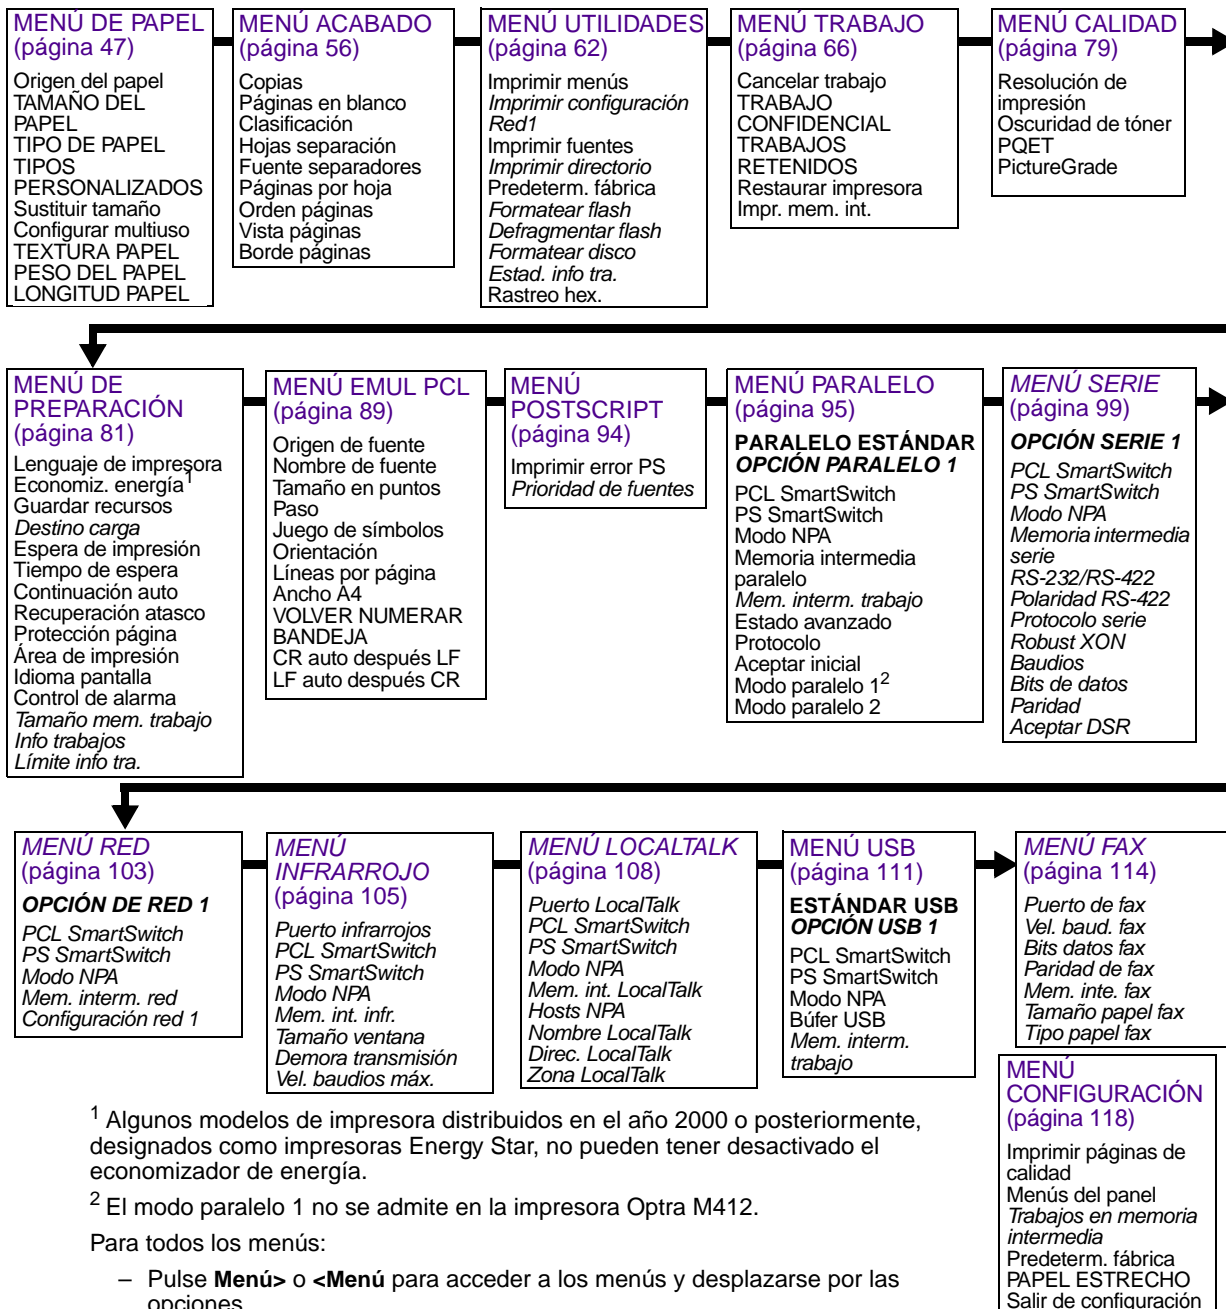 MENÚ DE PAPEL
(página 47)
Origen del papel
TAMAÑO DEL
PAPEL
TIPO DE PAPEL
TIPOS
PERSONALIZADOS
Sustituir tamaño
Configurar multiuso
TEXTURA PAPEL
PESO DEL PAPEL
LONGITUD PAPEL
MENÚ ACABADO
(página 56)
Copias
Páginas en blanco
Clasificación
Hojas separación
Fuente separadores
Páginas por hoja
Orden páginas
Vista páginas
Borde páginas
MENÚ UTILIDADES
(página 62)
Imprimir menús
Imprimir configuración
Red1
Imprimir fuentes
Imprimir directorio
Predeterm. fábrica
Formatear flash
Defragmentar flash
Formatear disco
Estad. info tra.
Rastreo hex.
MENÚ TRABAJO
(página 66)
Cancelar trabajo
TRABAJO
CONFIDENCIAL
TRABAJOS
RETENIDOS
Restaurar impresora
Impr. mem. int.
MENÚ CALIDAD
(página 79)
Resolución de
impresión
Oscuridad de tóner
PQET
PictureGrade
MENÚ DE
PREPARACIÓN
(página 81)
Lenguaje de impresora
Economiz. energía1
Guardar recursos
Destino carga
Espera de impresión
Tiempo de espera
Continuación auto
Recuperación atasco
Protección página
Área de impresión
Idioma pantalla
Control de alarma
Tamaño mem. trabajo
Info trabajos
Límite info tra.
MENÚ EMUL PCL
(página 89)
Origen de fuente
Nombre de fuente
Tamaño en puntos
Paso
Juego de símbolos
Orientación
Líneas por página
Ancho A4
VOLVER NUMERAR
BANDEJA
CR auto después LF
LF auto después CR
MENÚ
POSTSCRIPT
(página 94)
Imprimir error PS
Prioridad de fuentes
MENÚ PARALELO
(página 95)
PARALELO ESTÁNDAR
OPCIÓN PARALELO 1
PCL SmartSwitch
PS SmartSwitch
Modo NPA
Memoria intermedia
paralelo
Mem. interm. trabajo
Estado avanzado
Protocolo
Aceptar inicial
Modo paralelo 12
Modo paralelo 2
MENÚ SERIE
(página 99)
OPCIÓN SERIE 1
PCL SmartSwitch
PS SmartSwitch
Modo NPA
Memoria intermedia
serie
RS-232/RS-422
Polaridad RS-422
Protocolo serie
Robust XON
Baudios
Bits de datos
Paridad
Aceptar DSR
MENÚ RED
(página 103)
OPCIÓN DE RED 1
PCL SmartSwitch
PS SmartSwitch
Modo NPA
Mem. interm. red
Configuración red 1
MENÚ
INFRARROJO
(página 105)
Puerto infrarrojos
PCL SmartSwitch
PS SmartSwitch
Modo NPA
Mem. int. infr.
Tamaño ventana
Demora transmisión
Vel. baudios máx.
MENÚ LOCALTALK
(página 108)
Puerto LocalTalk
PCL SmartSwitch
PS SmartSwitch
Modo NPA
Mem. int. LocalTalk
Hosts NPA
Nombre LocalTalk
Direc. LocalTalk
Zona LocalTalk
MENÚ USB
(página 111)
ESTÁNDAR USB
OPCIÓN USB 1
PCL SmartSwitch
PS SmartSwitch
Modo NPA
Búfer USB
Mem. interm.
trabajo
MENÚ FAX
(página 114)
Puerto de fax
Vel. baud. fax
Bits datos fax
Paridad de fax
Mem. inte. fax
Tamaño papel fax
Tipo papel fax
MENÚ
CONFIGURACIÓN
(página 118)
Imprimir páginas de
calidad
Menús del panel
Trabajos en memoria
intermedia
Predeterm. fábrica
PAPEL ESTRECHO
Salir de configuración
1 Algunos modelos de impresora distribuidos en el año 2000 o posteriormente,
designados como impresoras Energy Star, no pueden tener desactivado el
economizador de energía.
2 El modo paralelo 1 no se admite en la impresora Optra M412.
Para todos los menús:
– Pulse Menú> o <Menú para acceder a los menús y desplazarse por las
opciones